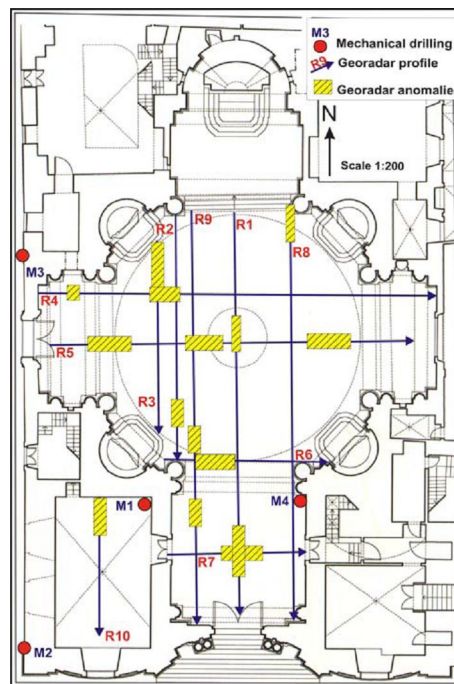 M3
Mechanical drilling
R9
Georadar profile
Georadar anomalie
N
Scale 1:200
R2
R9
R1
R8
M3
R4
R5
R3
R6
M1
M4
R7
R10
M2